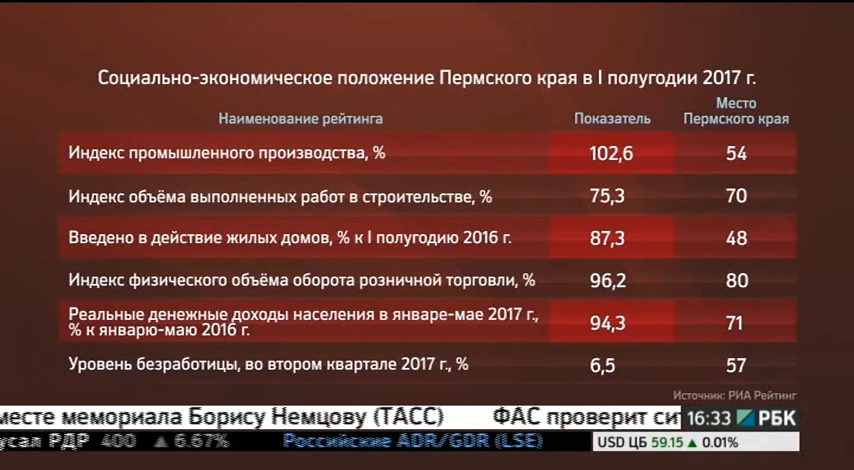 Социально-экономическое положение Пермского края в I полугодии 2017 г.
Наименование рейтинга Показатель Место Пермского края
Индекс промышленного производства, % 102,6 54
Индекс объёма выполненных работ в строительстве, % 75,3 70
Введено в действие жилых домов, % к I полугодию 2016 г. 87,3 48
Индекс физического объёма оборота розничной торговли, % 96,2 80
Реальные денежные доходы населения в январе-мае 2017 г.,
% к январю-маю 2016 г. 94,3 71
Уровень безработицы, во втором квартале 2017 г., % 6,5 57
Источник: РИА Рейтинг
месте мемориала Борису Немцову (ТАСС) ФАС проверит сит 16:33 РБК
усал РДР 400 ▲ 6.67% Российские ADR/GDR (LSE) USD ЦБ 59.15 ▲ 0.01%